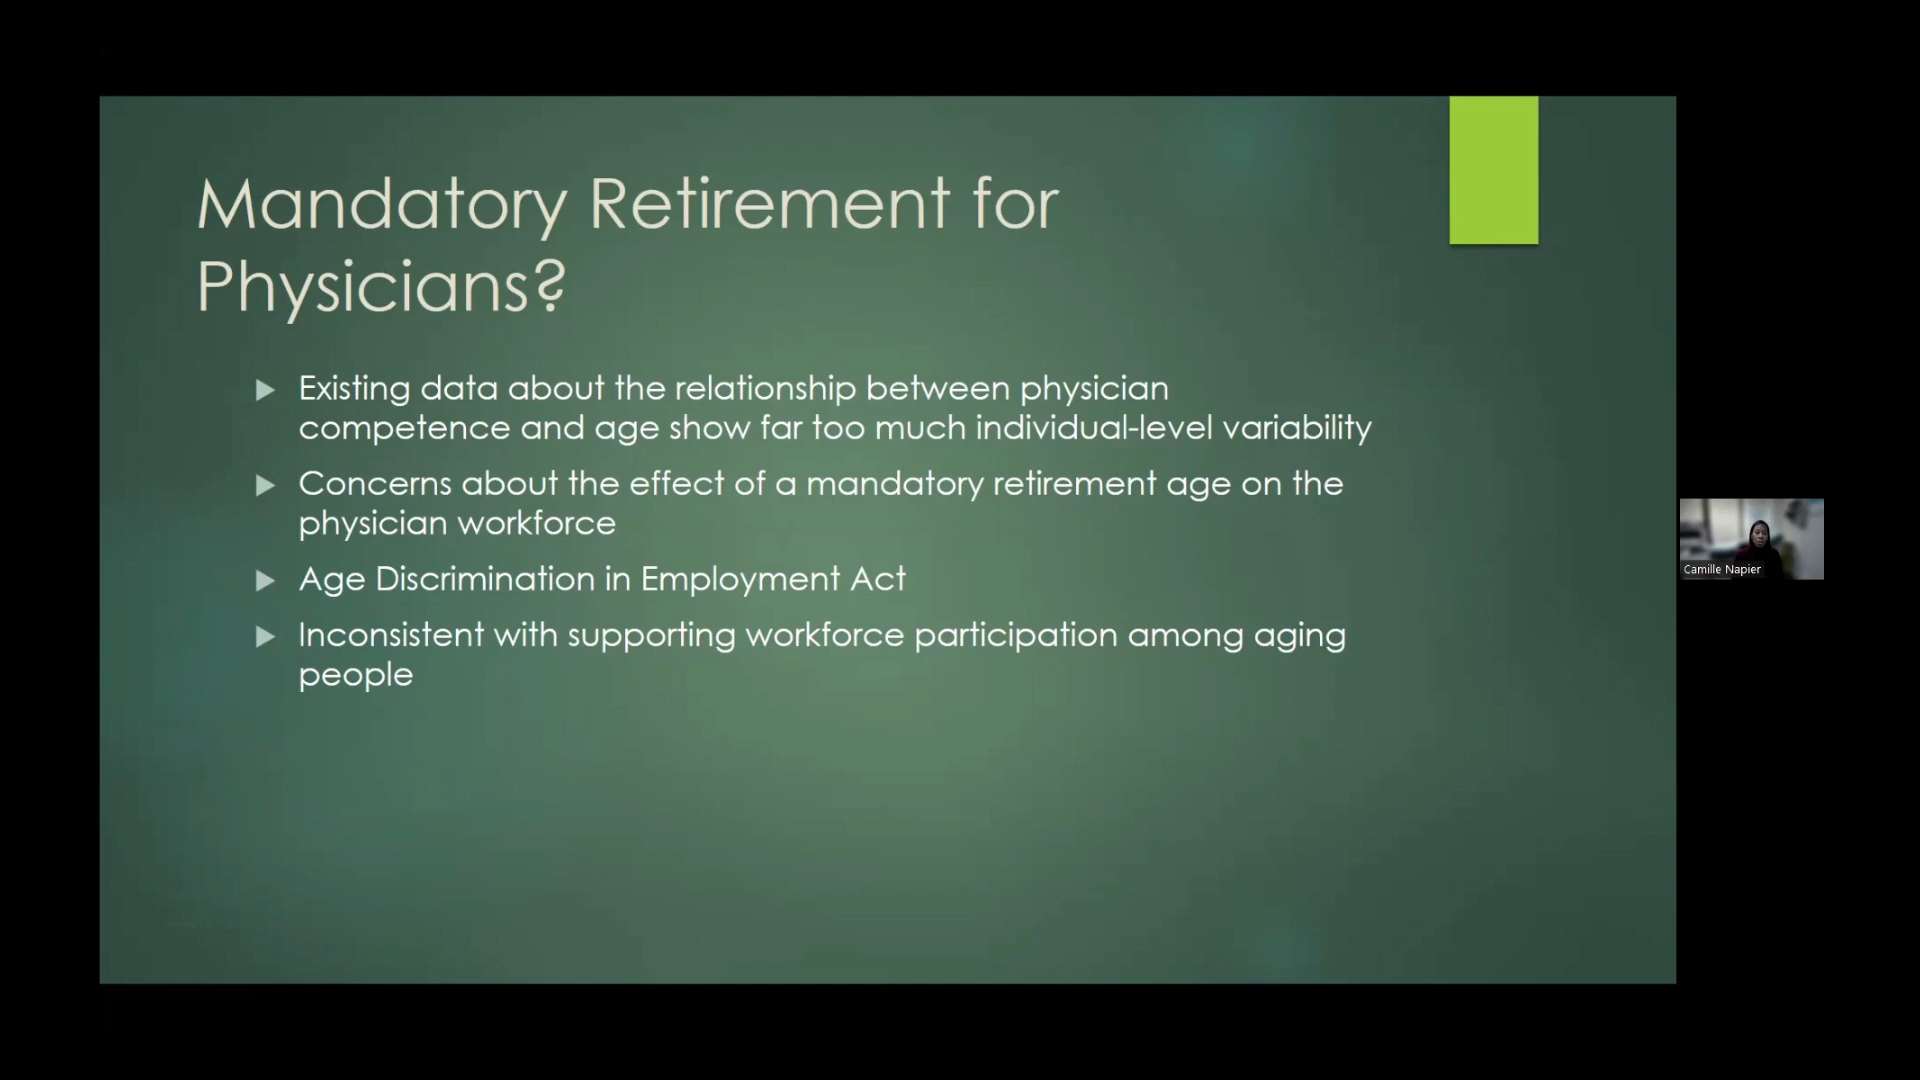 Mandatory Retirement for
Physicians?
Existing data about the relationship between physician
competence and age show far too much individual-level variability
Concerns about the effect of a mandatory retirement age on the
physician workforce
Age Discrimination in Employment Act
Inconsistent with supporting workforce participation among aging
people
Camille Napier